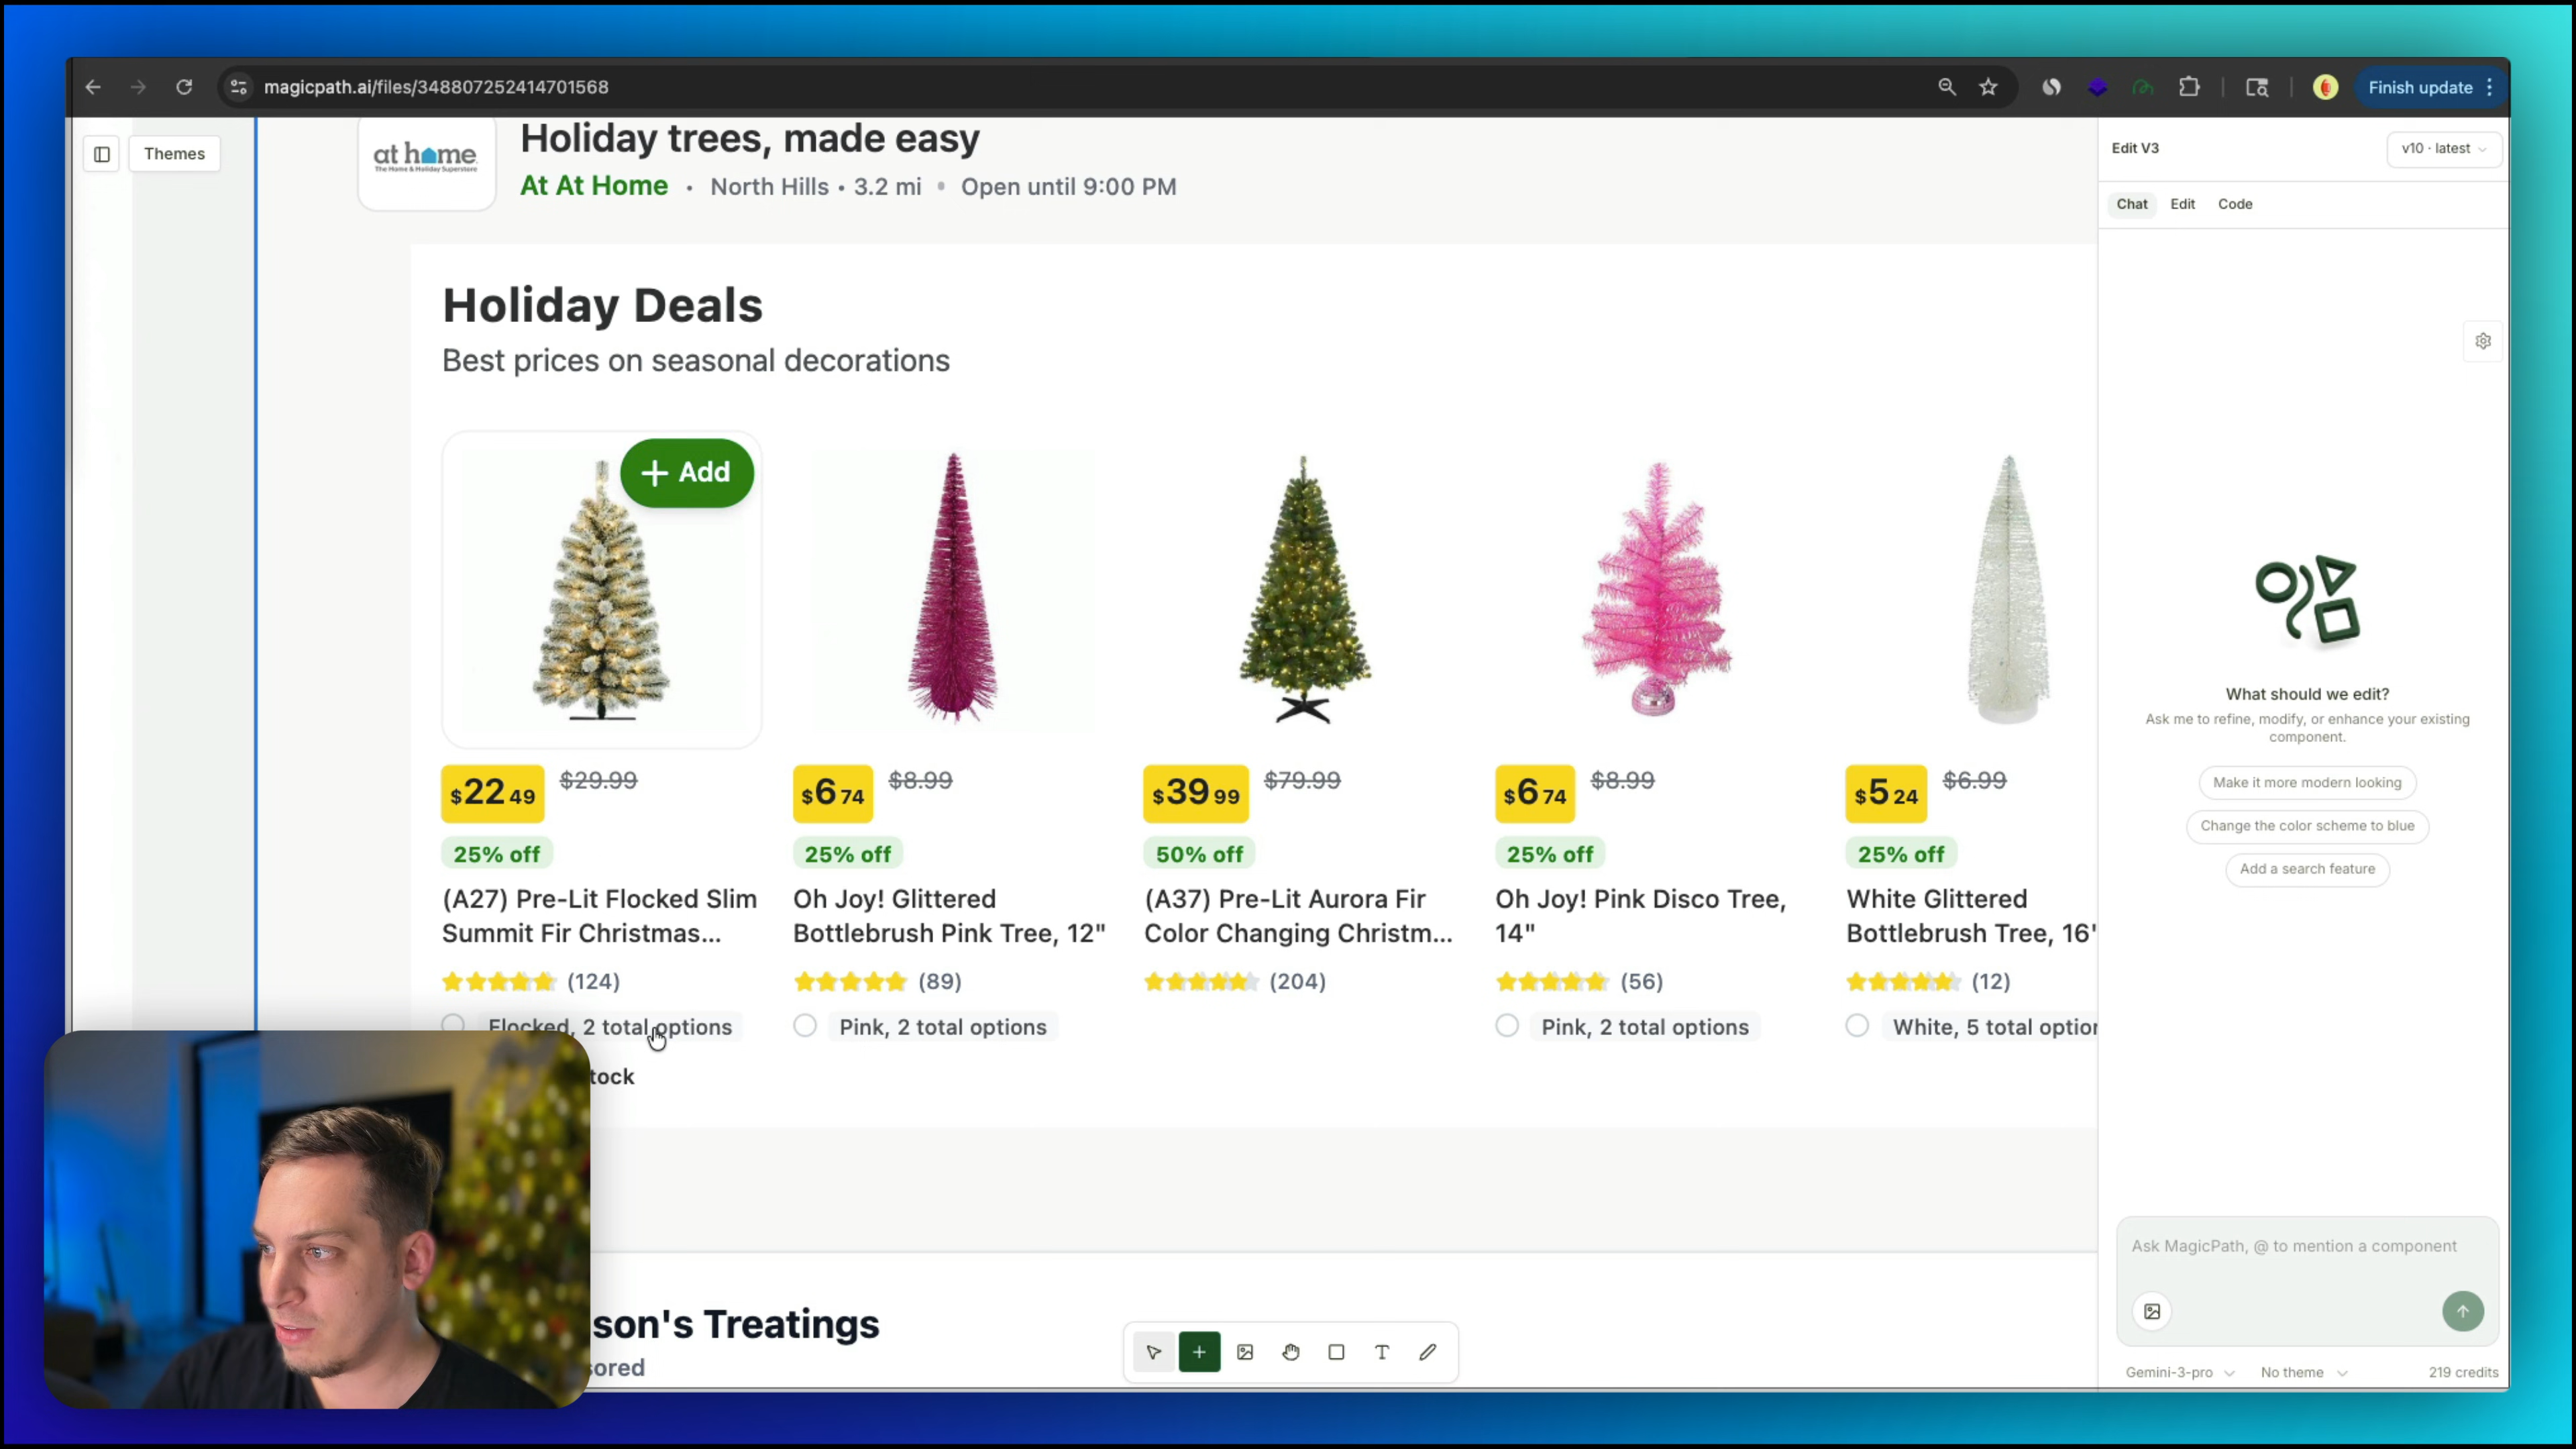 magicpath.ai/files/348807252414701568
Finish update
Themes
at home
The Home & Holiday Superstore
Holiday trees, made easy
At At Home • North Hills • 3.2 mi • Open until 9:00 PM
Holiday Deals
Best prices on seasonal decorations
+ Add
$22 49 $29.99
25% off
(A27) Pre-Lit Flocked Slim
Summit Fir Christmas...
(124)
Flocked, 2 total options
tock
$6 74 $8.99
25% off
Oh Joy! Glittered
Bottlebrush Pink Tree, 12"
(89)
Pink, 2 total options
$39 99 $79.99
50% off
(A37) Pre-Lit Aurora Fir
Color Changing Christm...
(204)
$6 74 $8.99
25% off
Oh Joy! Pink Disco Tree,
14"
(56)
Pink, 2 total options
$5 24 $6.99
25% off
White Glittered
Bottlebrush Tree, 16"
(12)
White, 5 total option
son's Treatings
sored
Edit V3
v10 · latest
Chat Edit Code
What should we edit?
Ask me to refine, modify, or enhance your existing
component.
Make it more modern looking
Change the color scheme to blue
Add a search feature
Ask MagicPath, @ to mention a component
Gemini-3-pro No theme 219 credits